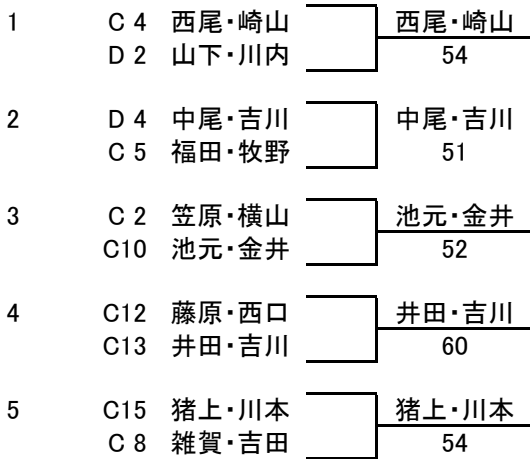 1 C 4 西尾・崎山 西尾・崎山
D 2 山下・川内 54
2 D 4 中尾・吉川 中尾・吉川
C 5 福田・牧野 51
3 C 2 笠原・横山 池元・金井
C10 池元・金井 52
4 C12 藤原・西口 井田・吉川
C13 井田・吉川 60
5 C15 猪上・川本 猪上・川本
C 8 雑賀・吉田 54